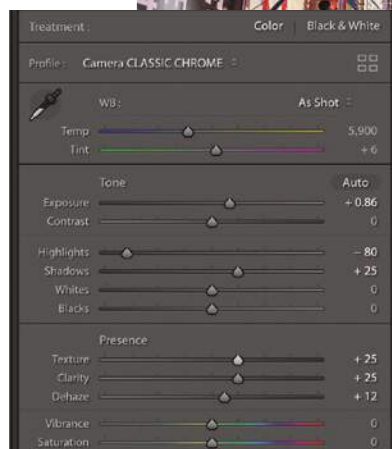 Treatment : Color | Black & White
Profile : Camera CLASSIC CHROME
WB : As Shot
Temp 5,900
Tint + 6
Tone Auto
Exposure + 0.86
Contrast 0
Highlights − 80
Shadows + 25
Whites 0
Blacks 0
Presence
Texture + 25
Clarity + 25
Dehaze + 12
Vibrance 0
Saturation 0